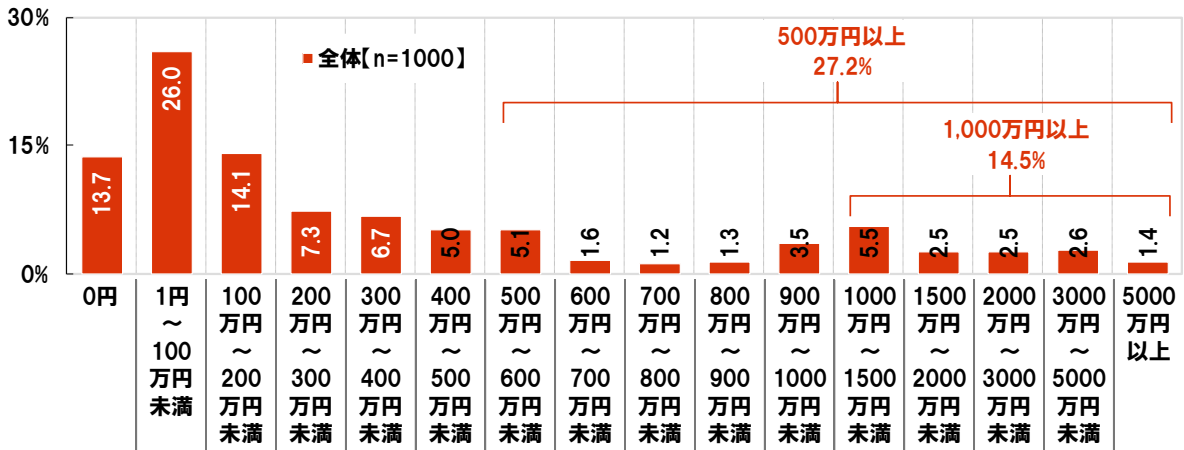 30%
15%
0%
■全体【n=1000】
500万円以上
27.2%
1,000万円以上
14.5%
13.7
26.0
14.1
7.3
6.7
5.0
5.1
1.6
1.2
1.3
3.5
5.5
2.5
2.5
2.6
1.4
0円
1円
～
100
万円
未満
100
万円
～
200
万円
未満
200
万円
～
300
万円
未満
300
万円
～
400
万円
未満
400
万円
～
500
万円
未満
500
万円
～
600
万円
未満
600
万円
～
700
万円
未満
700
万円
～
800
万円
未満
800
万円
～
900
万円
未満
900
万円
～
1000
万円
未満
1000
万円
～
1500
万円
未満
1500
万円
～
2000
万円
未満
2000
万円
～
3000
万円
未満
3000
万円
～
5000
万円
未満
5000
万円
以上